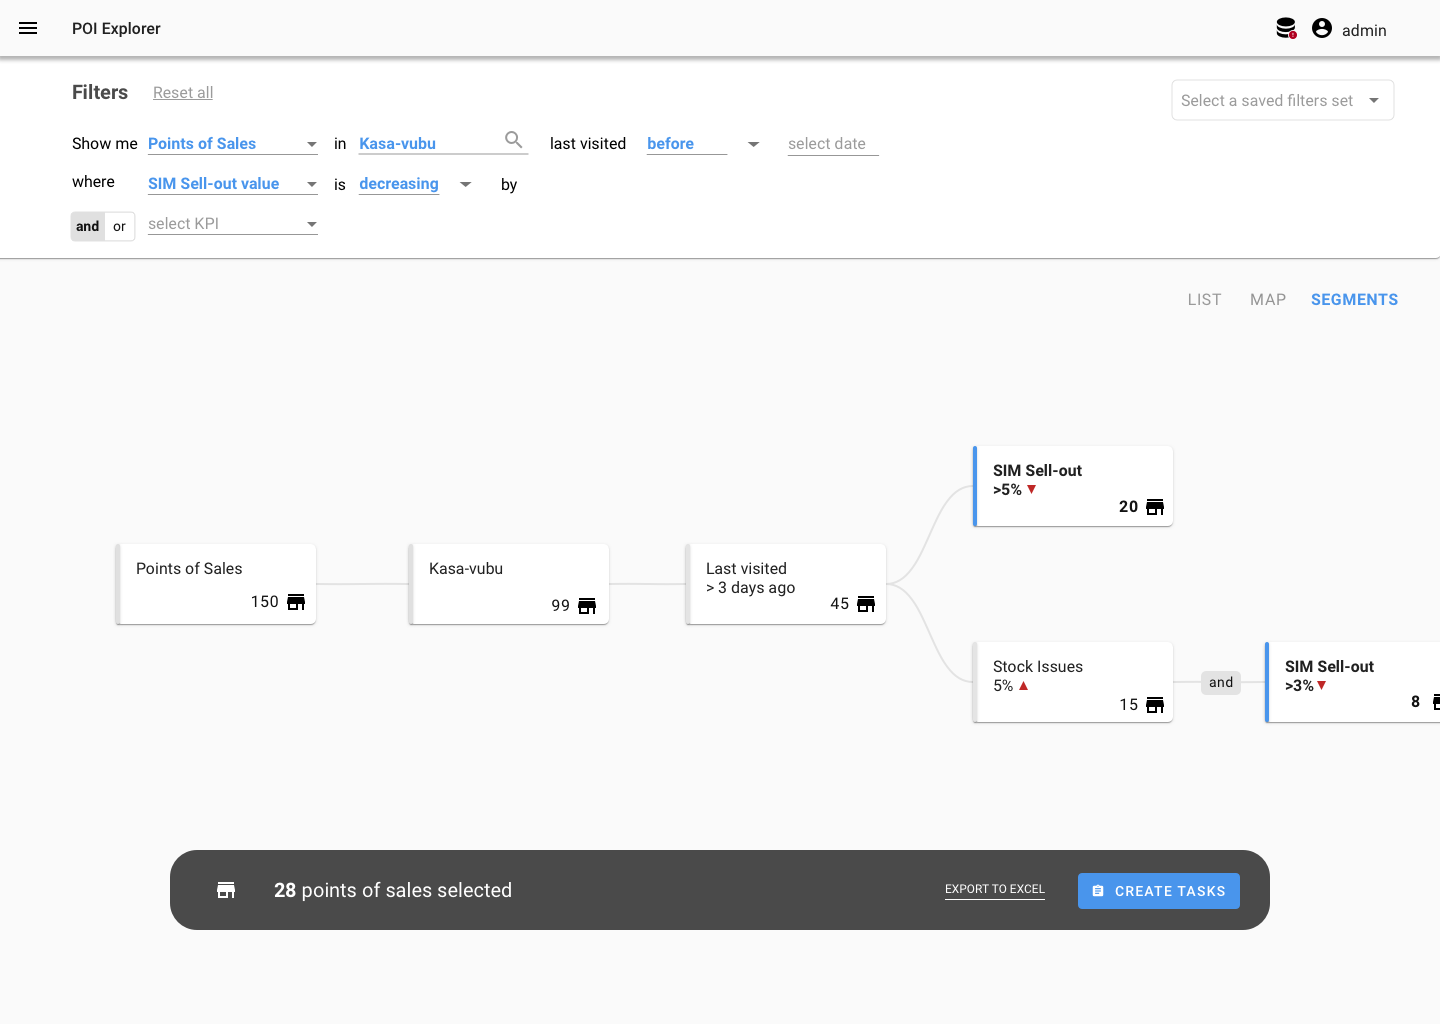 POI Explorer
admin
Filters Reset all
Select a saved filters set
Show me Points of Sales in Kasa-vubu last visited before select date
where SIM Sell-out value is decreasing by
and or select KPI
LIST MAP SEGMENTS
SIM Sell-out
>5%
20
Points of Sales
150
Kasa-vubu
99
Last visited
> 3 days ago
45
Stock Issues
5%
15
and
SIM Sell-out
>3%
8
28 points of sales selected
EXPORT TO EXCEL
CREATE TASKS